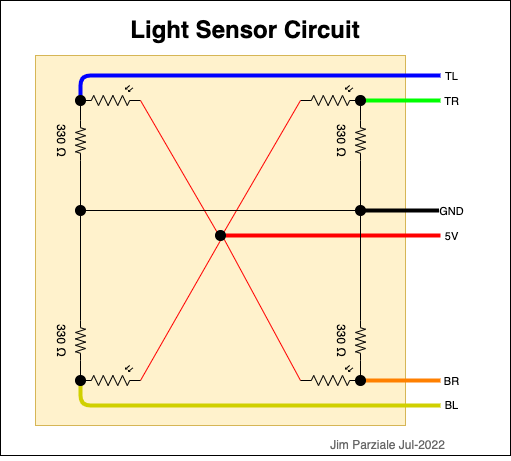 Light Sensor Circuit
TL
TR
330 Ω
330 Ω
GND
5V
330 Ω
330 Ω
BR
BL
Jim Parziale Jul-2022